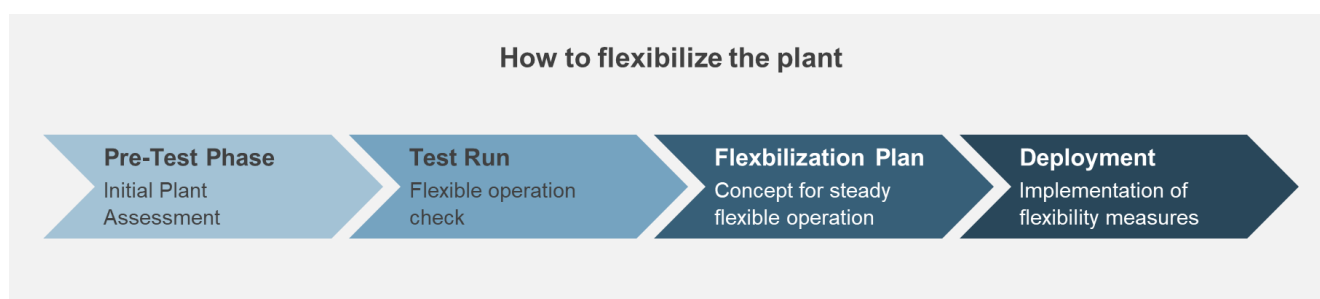 How to flexibilize the plant
Pre-Test Phase
Initial Plant
Assessment
Test Run
Flexible operation
check
Flexbilization Plan
Concept for steady
flexible operation
Deployment
Implementation of
flexibility measures